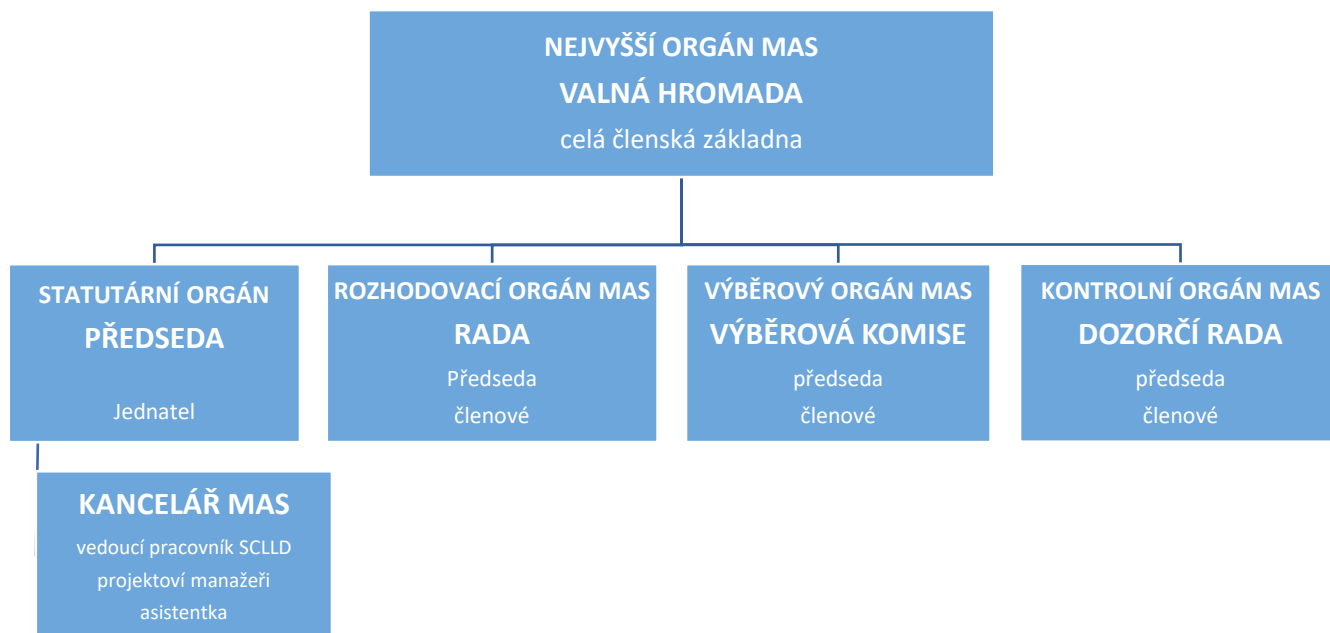 NEJVYŠŠÍ ORGÁN MAS
VALNÁ HROMADA
celá členská základna
STATUTÁRNÍ ORGÁN
PŘEDSEDA
Jednatel
ROZHODOVACÍ ORGÁN MAS
RADA
Předseda
členové
VÝBĚROVÝ ORGÁN MAS
VÝBĚROVÁ KOMISE
předseda
členové
KONTROLNÍ ORGÁN MAS
DOZORČÍ RADA
předseda
členové
KANCELÁŘ MAS
vedoucí pracovník SCLLD
projektoví manažeři
asistentka